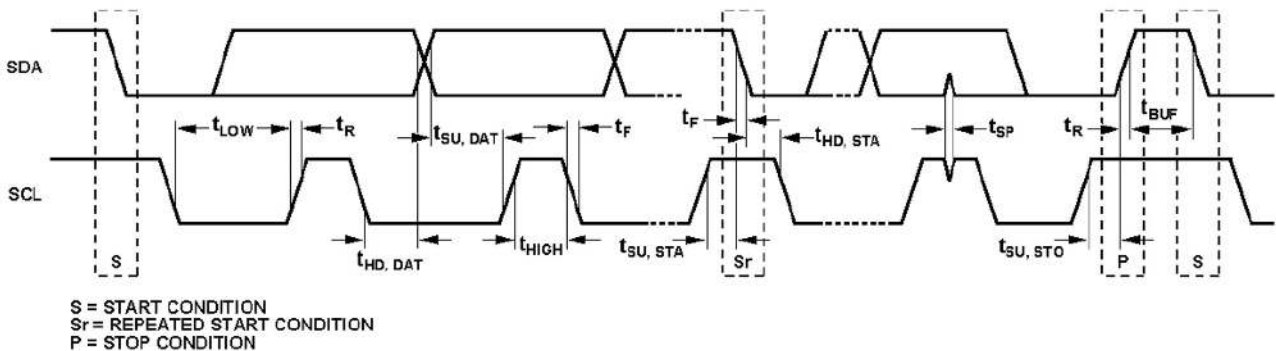 SDA
tLOW
tR
tSU, DAT
tF
tF
tHD, STA
tSP
tR
tBUF
SCL
S
tHD, DAT
tHIGH
tSU, STA
Sr
tSU, STO
P
S
S = START CONDITION
Sr = REPEATED START CONDITION
P = STOP CONDITION